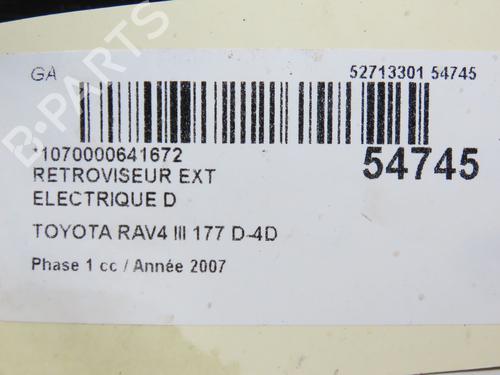 GA 52713301 54745
*1070000641672 54745
RETROVISEUR EXT
ELECTRIQUE D
TOYOTA RAV4 III 177 D-4D
Phase 1 cc / Année 2007
B-PARTS